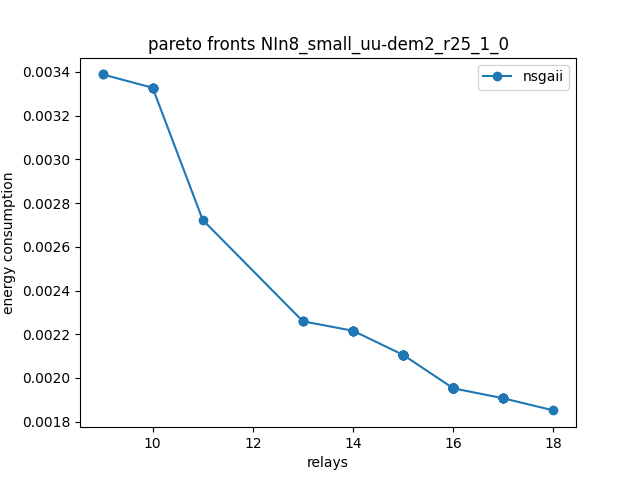 pareto fronts NIn8_small_uu-dem2_r25_1_0
nsgaii
energy consumption
0.0034
0.0032
0.0030
0.0028
0.0026
0.0024
0.0022
0.0020
0.0018
10 12 14 16 18
relays